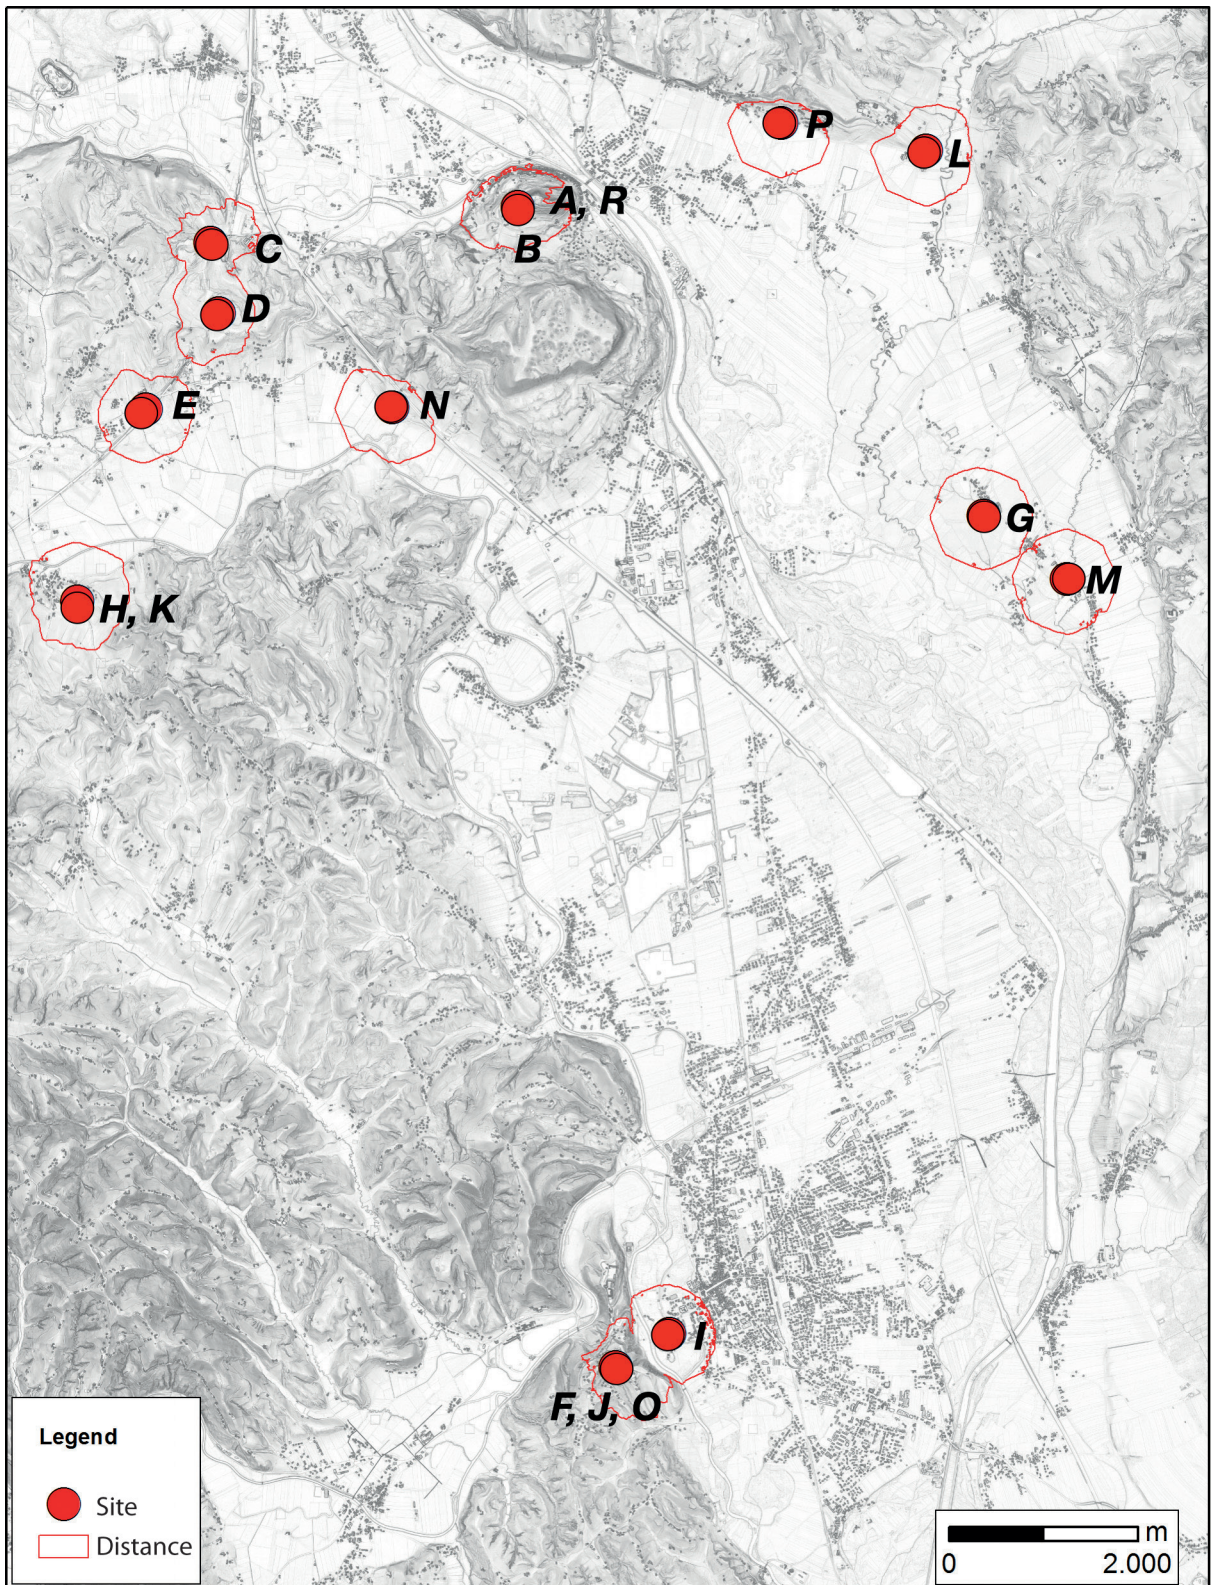 P
L
A, R
B
C
D
E
N
G
M
H, K
I
F, J, O
Legend
Site
Distance
m
0 2.000